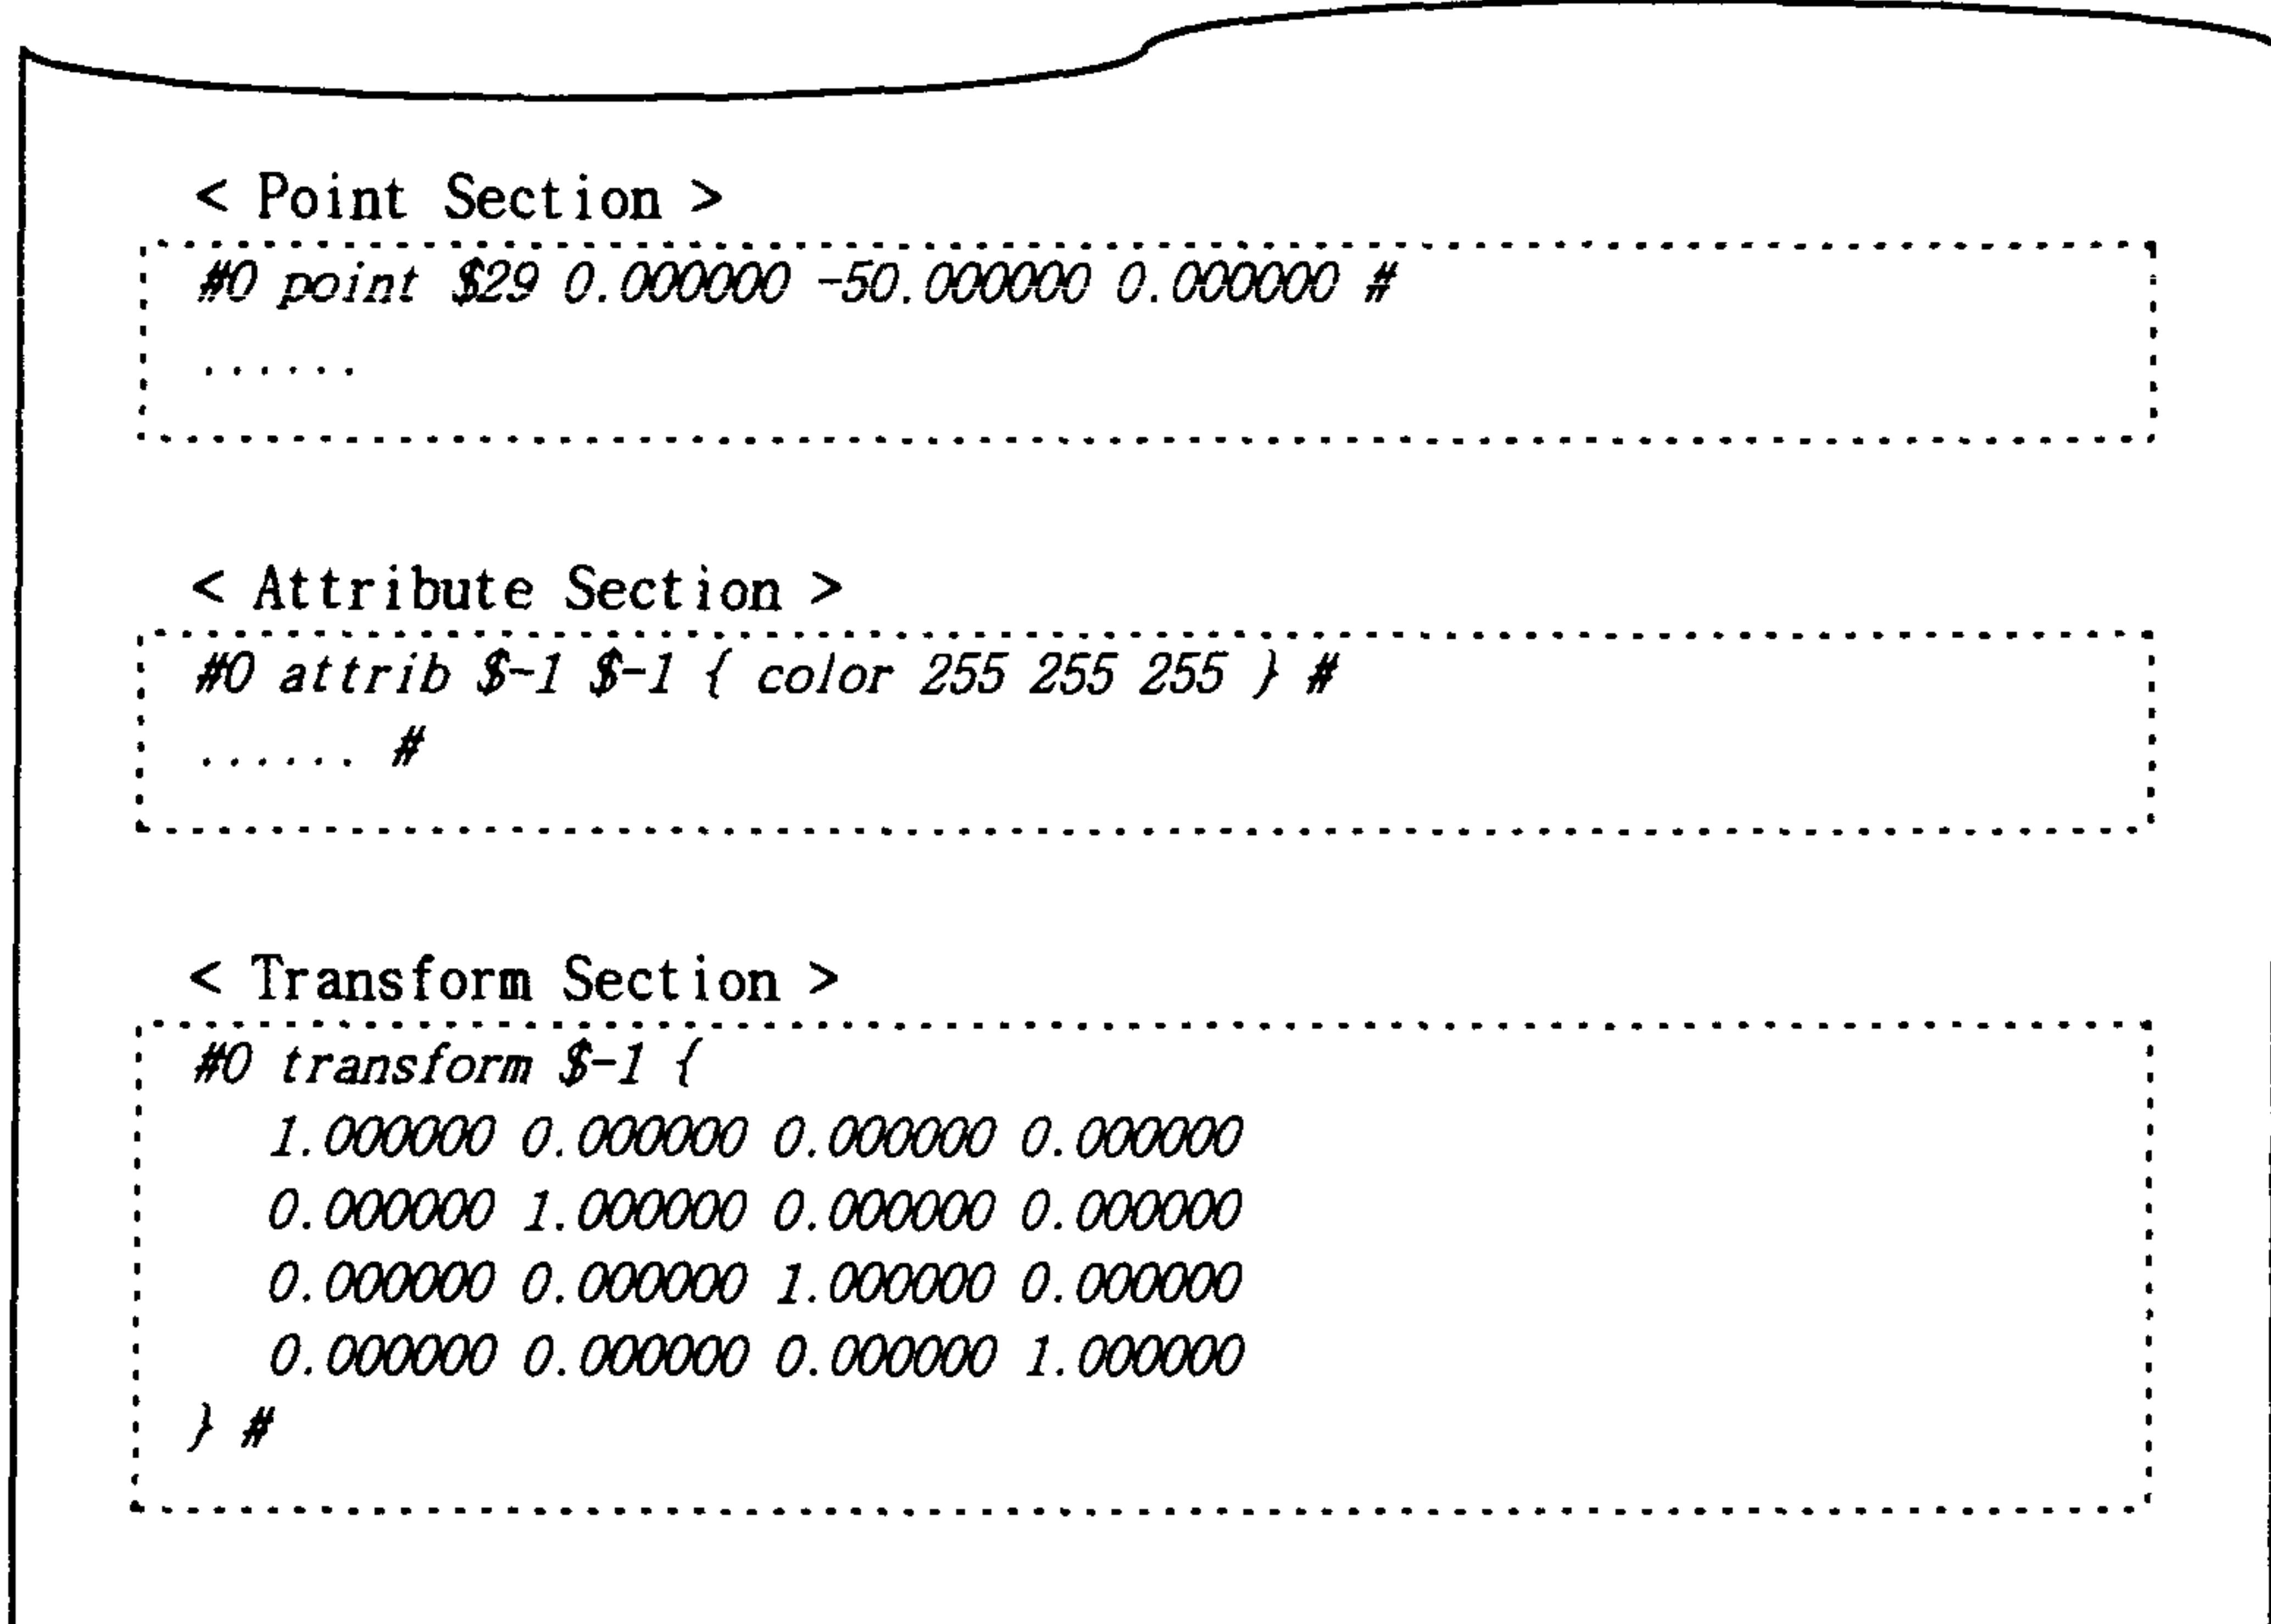 < Point Section >
#0 point $29 0.000000 -50.000000 0.000000 #
......
< Attribute Section >
#0 attrib $-1 $-1 { color 255 255 255 } #
...... #
< Transform Section >
#0 transform $-1 {
1.000000 0.000000 0.000000 0.000000
0.000000 1.000000 0.000000 0.000000
0.000000 0.000000 1.000000 0.000000
0.000000 0.000000 0.000000 1.000000
} #